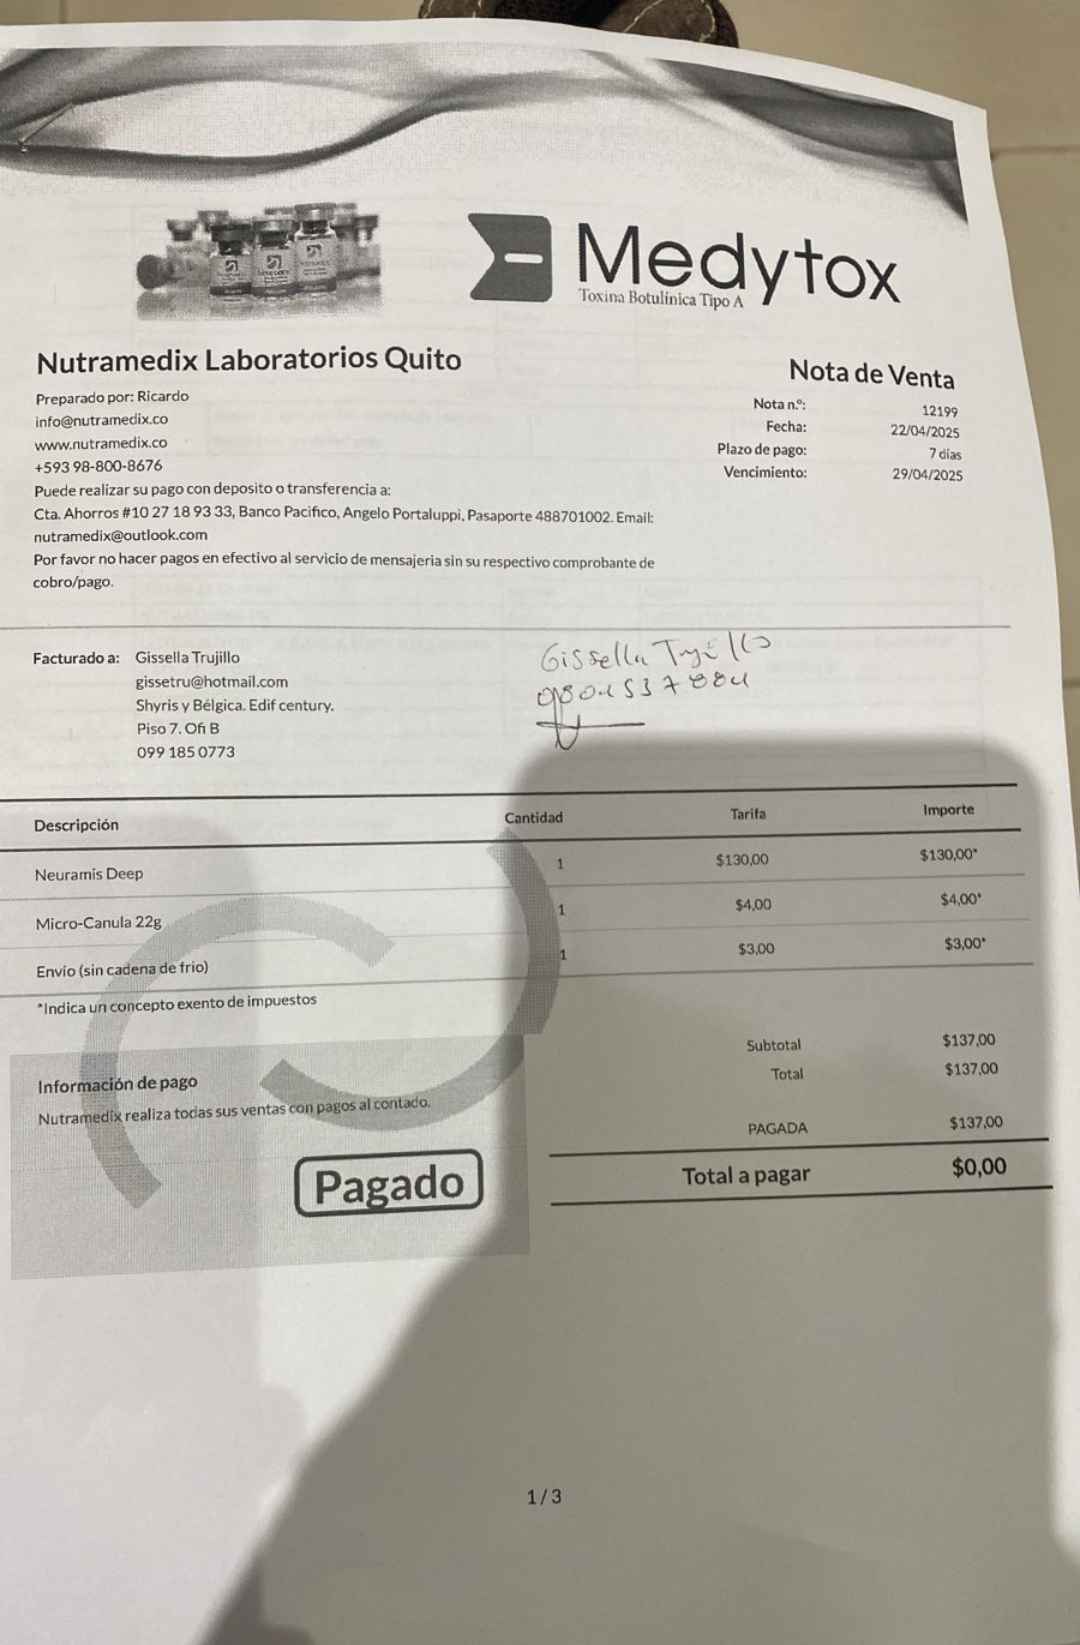 Medytox
Toxina Botulínica Tipo A
Nutramedix Laboratorios Quito
Preparado por: Ricardo
info@nutramedix.co
www.nutramedix.co
+593 98-800-8676
Puede realizar su pago con deposito o transferencia a:
Cta. Ahorros #10 27 18 93 33, Banco Pacifico, Angelo Portaluppi, Pasaporte 488701002. Email:
nutramedix@outlook.com
Por favor no hacer pagos en efectivo al servicio de mensajeria sin su respectivo comprobante de
cobro/pago.
Nota de Venta
Nota n.º: 12199
Fecha: 22/04/2025
Plazo de pago: 7 días
Vencimiento: 29/04/2025
Facturado a: Gissella Trujillo
gissetru@hotmail.com
Shyris y Bélgica. Edif century.
Piso 7. Ofi B
099 185 0773
Gissella Trujillo
Descripción Cantidad Tarifa Importe
Neuramis Deep 1 $130,00 $130,00*
Micro-Canula 22g 1 $4,00 $4,00*
Envío (sin cadena de frio) 1 $3,00 $3,00*
*Indica un concepto exento de impuestos
Subtotal $137,00
Total $137,00
PAGADA $137,00
Total a pagar $0,00
Información de pago
Nutramedix realiza todas sus ventas con pagos al contado.
Pagado
1 / 3